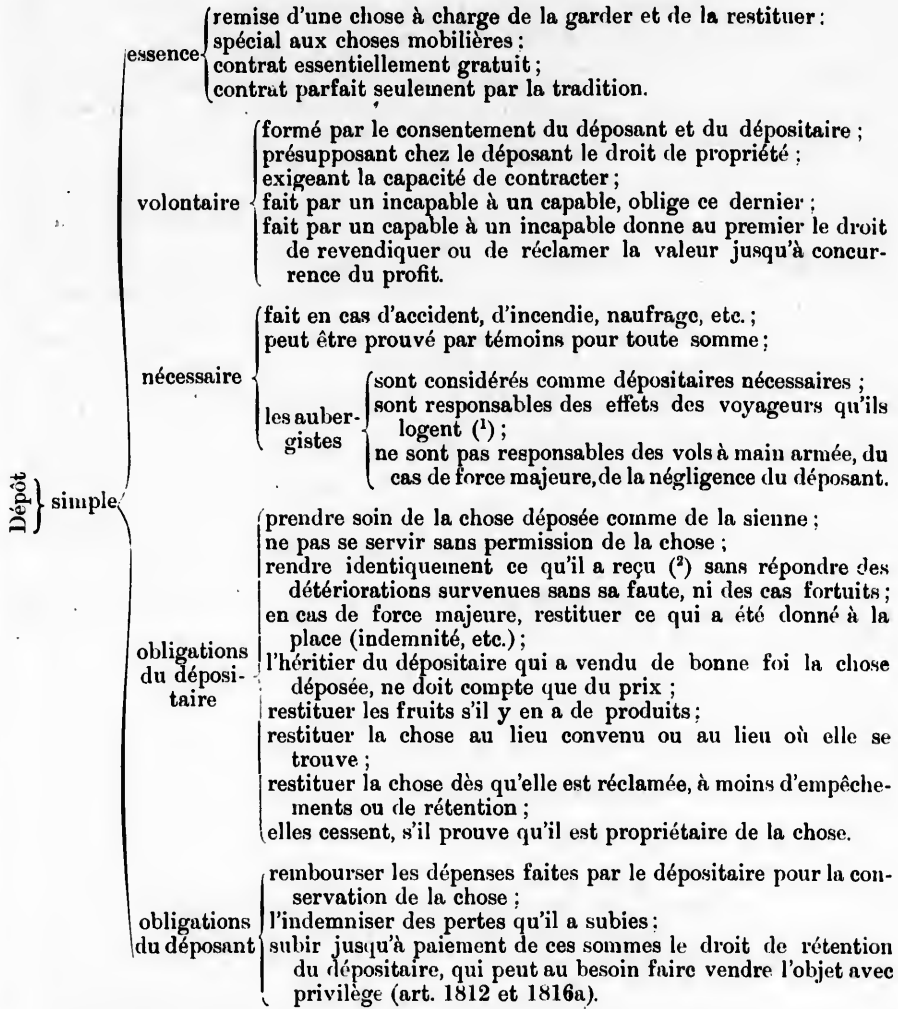 Dépôt
simple
essence
remise d'une chose à charge de la garder et de la restituer :
spécial aux choses mobilières ;
contrat essentiellement gratuit ;
contrat parfait seulement par la tradition.
volontaire
formé par le consentement du déposant et du dépositaire ;
présupposant chez le déposant le droit de propriété ;
exigeant la capacité de contracter ;
fait par un incapable à un capable, oblige ce dernier ;
fait par un capable à un incapable donne au premier le droit
de revendiquer ou de réclamer la valeur jusqu'à concur-
rence du profit.
nécessaire
fait en cas d'accident, d'incendie, naufrage, etc. ;
peut être prouvé par témoins pour toute somme ;
les auber-
gistes
sont considérés comme dépositaires nécessaires ;
sont responsables des effets des voyageurs qu'ils
logent (¹) ;
ne sont pas responsables des vols à main armée, du
cas de force majeure, de la négligence du déposant.
obligations
du déposi-
taire
prendre soin de la chose déposée comme de la sienne ;
ne pas se servir sans permission de la chose ;
rendre identiquement ce qu'il a reçu (²) sans répondre des
détériorations survenues sans sa faute, ni des cas fortuits ;
en cas de force majeure, restituer ce qui a été donné à la
place (indemnité, etc.) ;
l'héritier du dépositaire qui a vendu de bonne foi la chose
déposée, ne doit compte que du prix ;
restituer les fruits s'il y en a de produits ;
restituer la chose au lieu convenu ou au lieu où elle se
trouve ;
restituer la chose dès qu'elle est réclamée, à moins d'empêche-
ments ou de rétention ;
elles cessent, s'il prouve qu'il est propriétaire de la chose.
obligations
du déposant
rembourser les dépenses faites par le dépositaire pour la con-
servation de la chose ;
l'indemniser des pertes qu'il a subies ;
subir jusqu'à paiement de ces sommes le droit de rétention
du dépositaire, qui peut au besoin faire vendre l'objet avec
privilège (art. 1812 et 1816a).